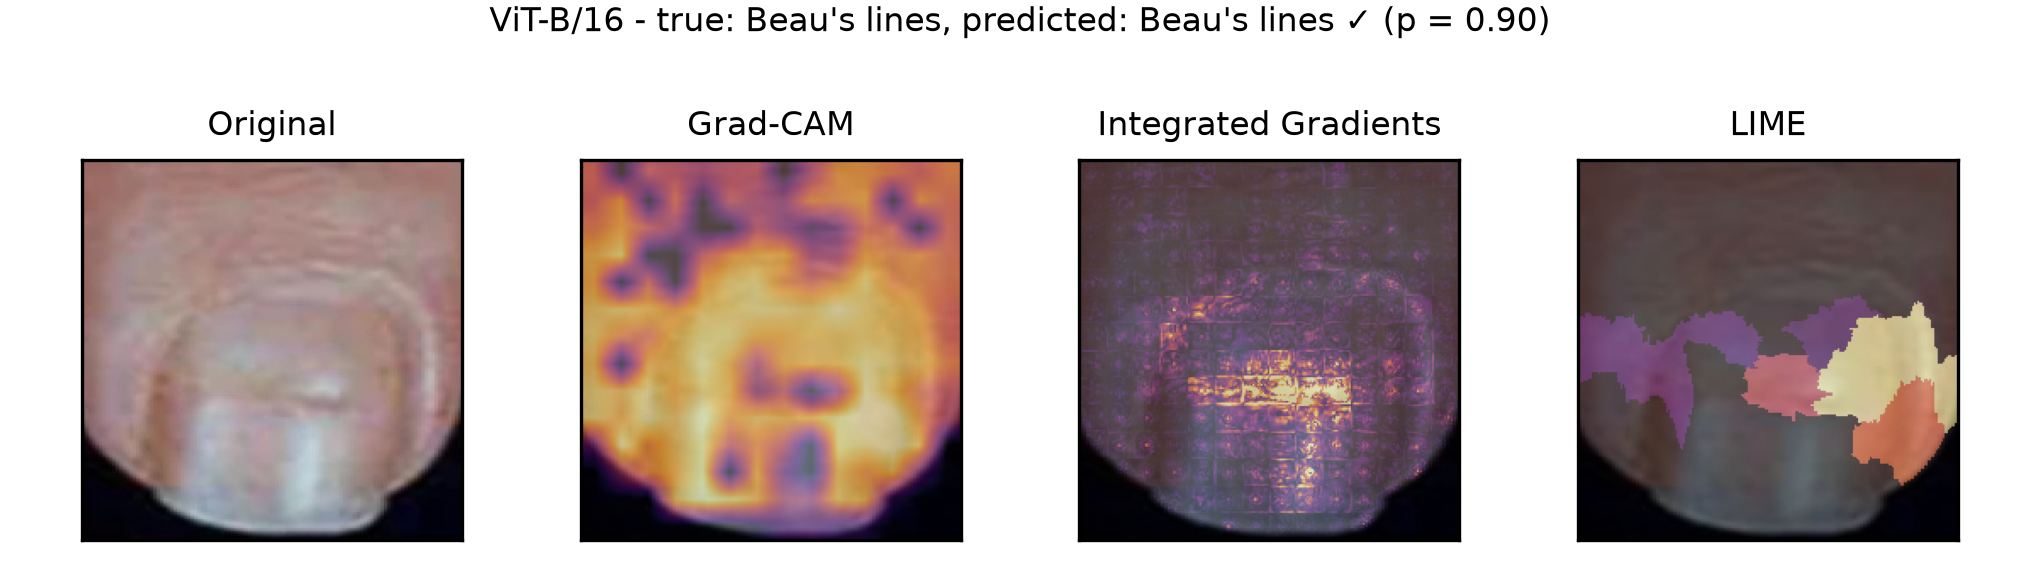 ViT-B/16 - true: Beau's lines, predicted: Beau's lines ✓ (p = 0.90)
Original
Grad-CAM
Integrated Gradients
LIME